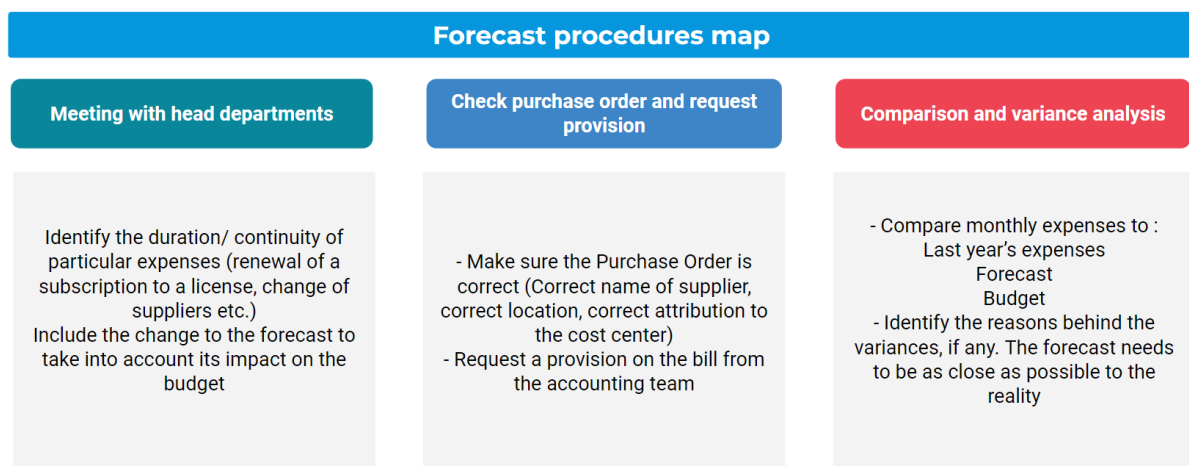 Forecast procedures map
Meeting with head departments
Identify the duration/ continuity of
particular expenses (renewal of a
subscription to a license, change of
suppliers etc.)
Include the change to the forecast to
take into account its impact on the
budget
Check purchase order and request
provision
- Make sure the Purchase Order is
correct (Correct name of supplier,
correct location, correct attribution to
the cost center)
- Request a provision on the bill from
the accounting team
Comparison and variance analysis
- Compare monthly expenses to :
Last year’s expenses
Forecast
Budget
- Identify the reasons behind the
variances, if any. The forecast needs
to be as close as possible to the
reality